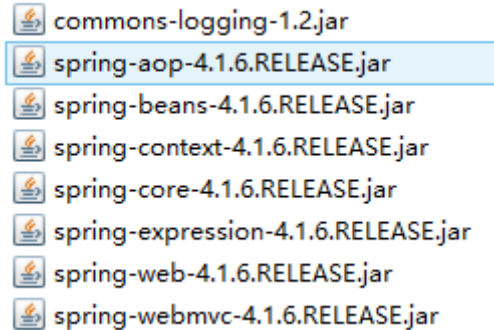 commons-logging-1.2.jar
spring-aop-4.1.6.RELEASE.jar
spring-beans-4.1.6.RELEASE.jar
spring-context-4.1.6.RELEASE.jar
spring-core-4.1.6.RELEASE.jar
spring-expression-4.1.6.RELEASE.jar
spring-web-4.1.6.RELEASE.jar
spring-webmvc-4.1.6.RELEASE.jar